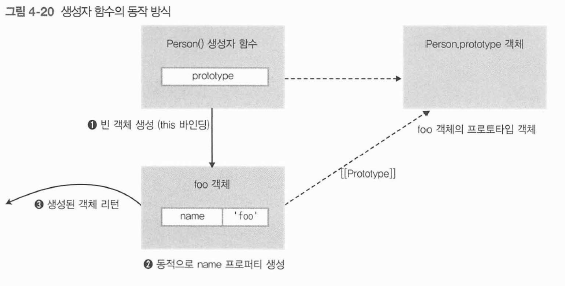 그림 4-20 생성자 함수의 동작 방식
Person() 생성자 함수
prototype
Person.prototype 객체
❶ 빈 객체 생성 (this 바인딩)
foo 객체의 프로토타입 객체
[[Prototype]]
foo 객체
name 'foo'
❸ 생성된 객체 리턴
❷ 동적으로 name 프로퍼티 생성